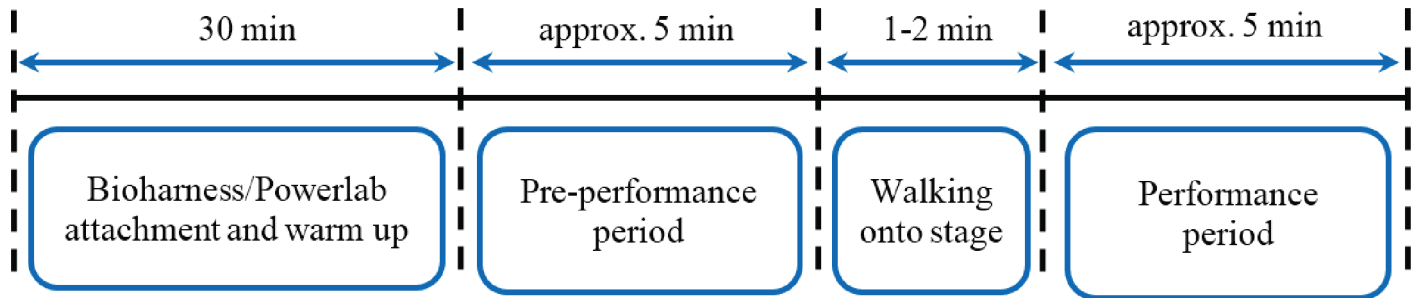 30 min
approx. 5 min
1-2 min
approx. 5 min
Bioharness/Powerlab
attachment and warm up
Pre-performance
period
Walking
onto stage
Performance
period